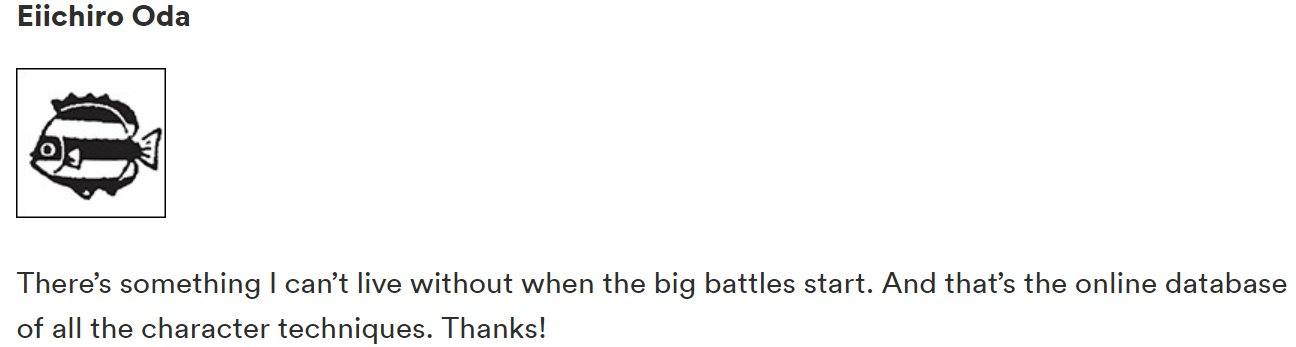 Eiichiro Oda
There’s something I can’t live without when the big battles start. And that’s the online database
of all the character techniques. Thanks!